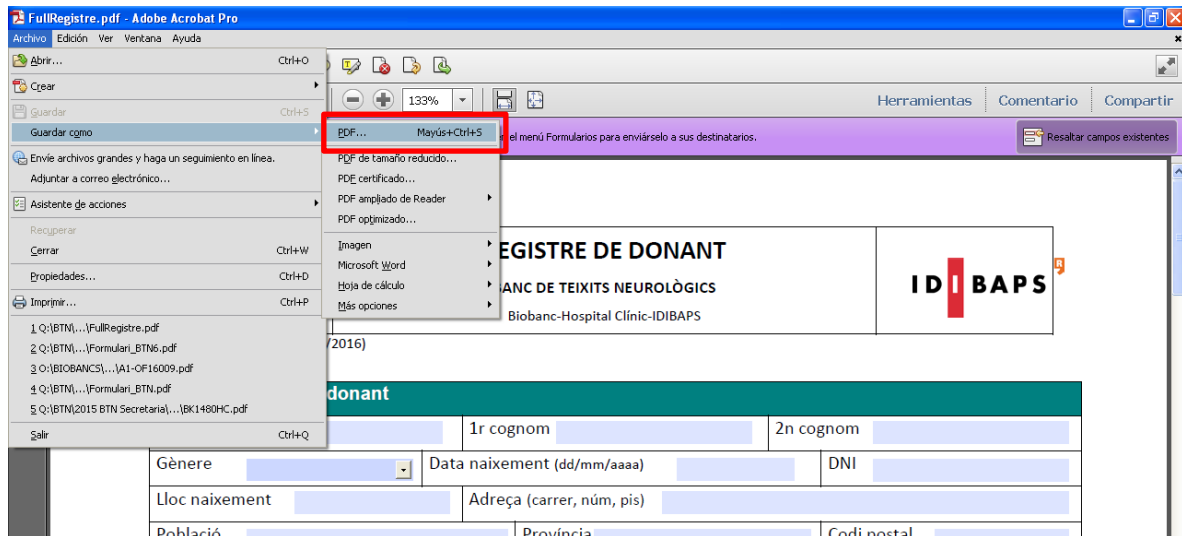 FullRegistre.pdf - Adobe Acrobat Pro
Archivo Edición Ver Ventana Ayuda
Abrir... Ctrl+O
Crear
Guardar Ctrl+S
Guardar como
Envíe archivos grandes y haga un seguimiento en línea.
Adjuntar a correo electrónico...
Asistente de acciones
Recuperar
Cerrar Ctrl+W
Propiedades... Ctrl+D
Imprimir... Ctrl+P
1 Q:\BTN\...\FullRegistre.pdf
2 Q:\BTN\...\Formulari_BTN6.pdf
3 O:\BIOBANCS\...\A1-OF16009.pdf
4 Q:\BTN\...\Formulari_BTN.pdf
5 Q:\BTN\2015 BTN Secretaria\...\BK1480HC.pdf
Salir Ctrl+Q
PDF... Mayús+Ctrl+S
PDF de tamaño reducido...
PDF certificado...
PDF ampliado de Reader
PDF optimizado...
Imagen
Microsoft Word
Hoja de cálculo
Más opciones
133%
Herramientas Comentario Compartir
el menú Formularios para enviárselo a sus destinatarios.
Resaltar campos existentes
EGISTRE DE DONANT
ANC DE TEIXITS NEUROLÒGICS
Biobanc-Hospital Clínic-IDIBAPS
IDIBAPS
R
/2016)
donant
1r cognom 2n cognom
Gènere Data naixement (dd/mm/aaaa) DNI
Lloc naixement Adreça (carrer, núm, pis)
Població Província Codi postal